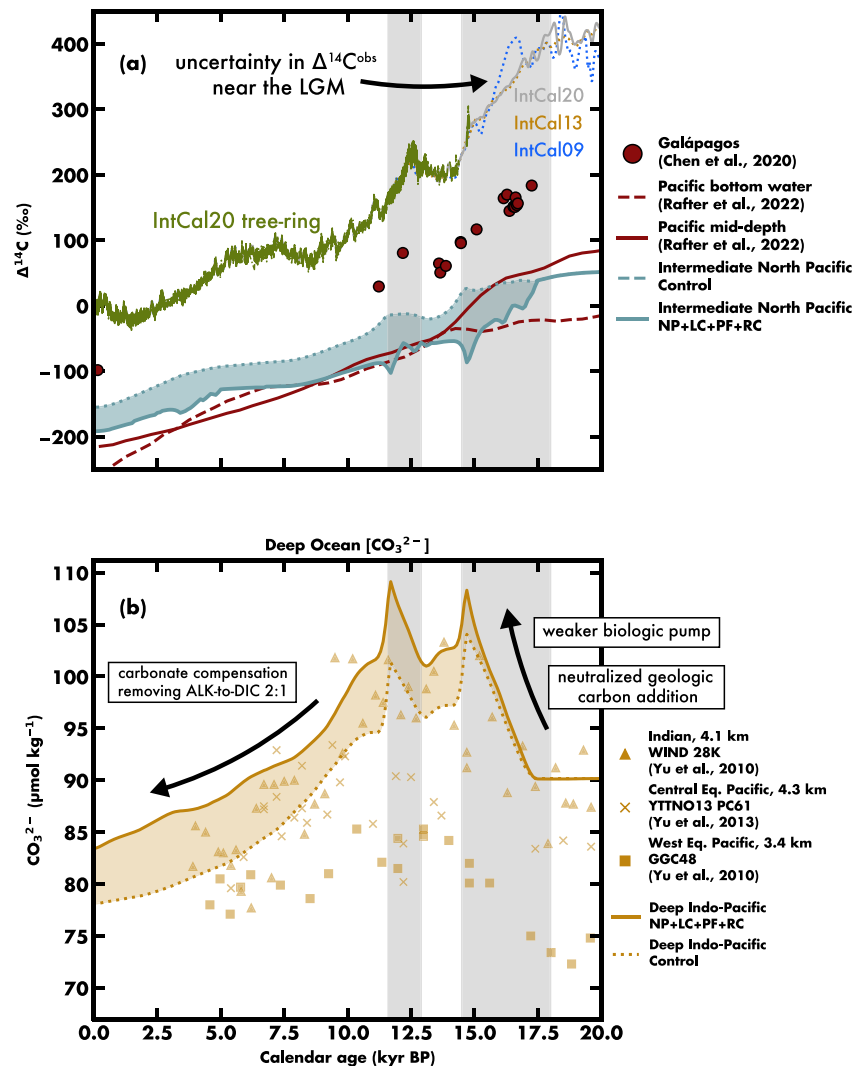 (a)
uncertainty in Δ¹⁴Cᵒᵇˢ
near the LGM
IntCal20
IntCal13
IntCal09
IntCal20 tree-ring
400
300
200
100
0
−100
−200
Δ¹⁴C (‰)
Galápagos
(Chen et al., 2020)
Pacific bottom water
(Rafter et al., 2022)
Pacific mid-depth
(Rafter et al., 2022)
Intermediate North Pacific
Control
Intermediate North Pacific
NP+LC+PF+RC
Deep Ocean [CO₃²⁻]
(b)
110
105
100
95
90
85
80
75
70
CO₃²⁻ (μmol kg⁻¹)
weaker biologic pump
carbonate compensation
removing ALK-to-DIC 2:1
neutralized geologic
carbon addition
Indian, 4.1 km
WIND 28K
(Yu et al., 2010)
Central Eq. Pacific, 4.3 km
YTTNO13 PC61
(Yu et al., 2013)
West Eq. Pacific, 3.4 km
GGC48
(Yu et al., 2010)
Deep Indo-Pacific
NP+LC+PF+RC
Deep Indo-Pacific
Control
0.0 2.5 5.0 7.5 10.0 12.5 15.0 17.5 20.0
Calendar age (kyr BP)